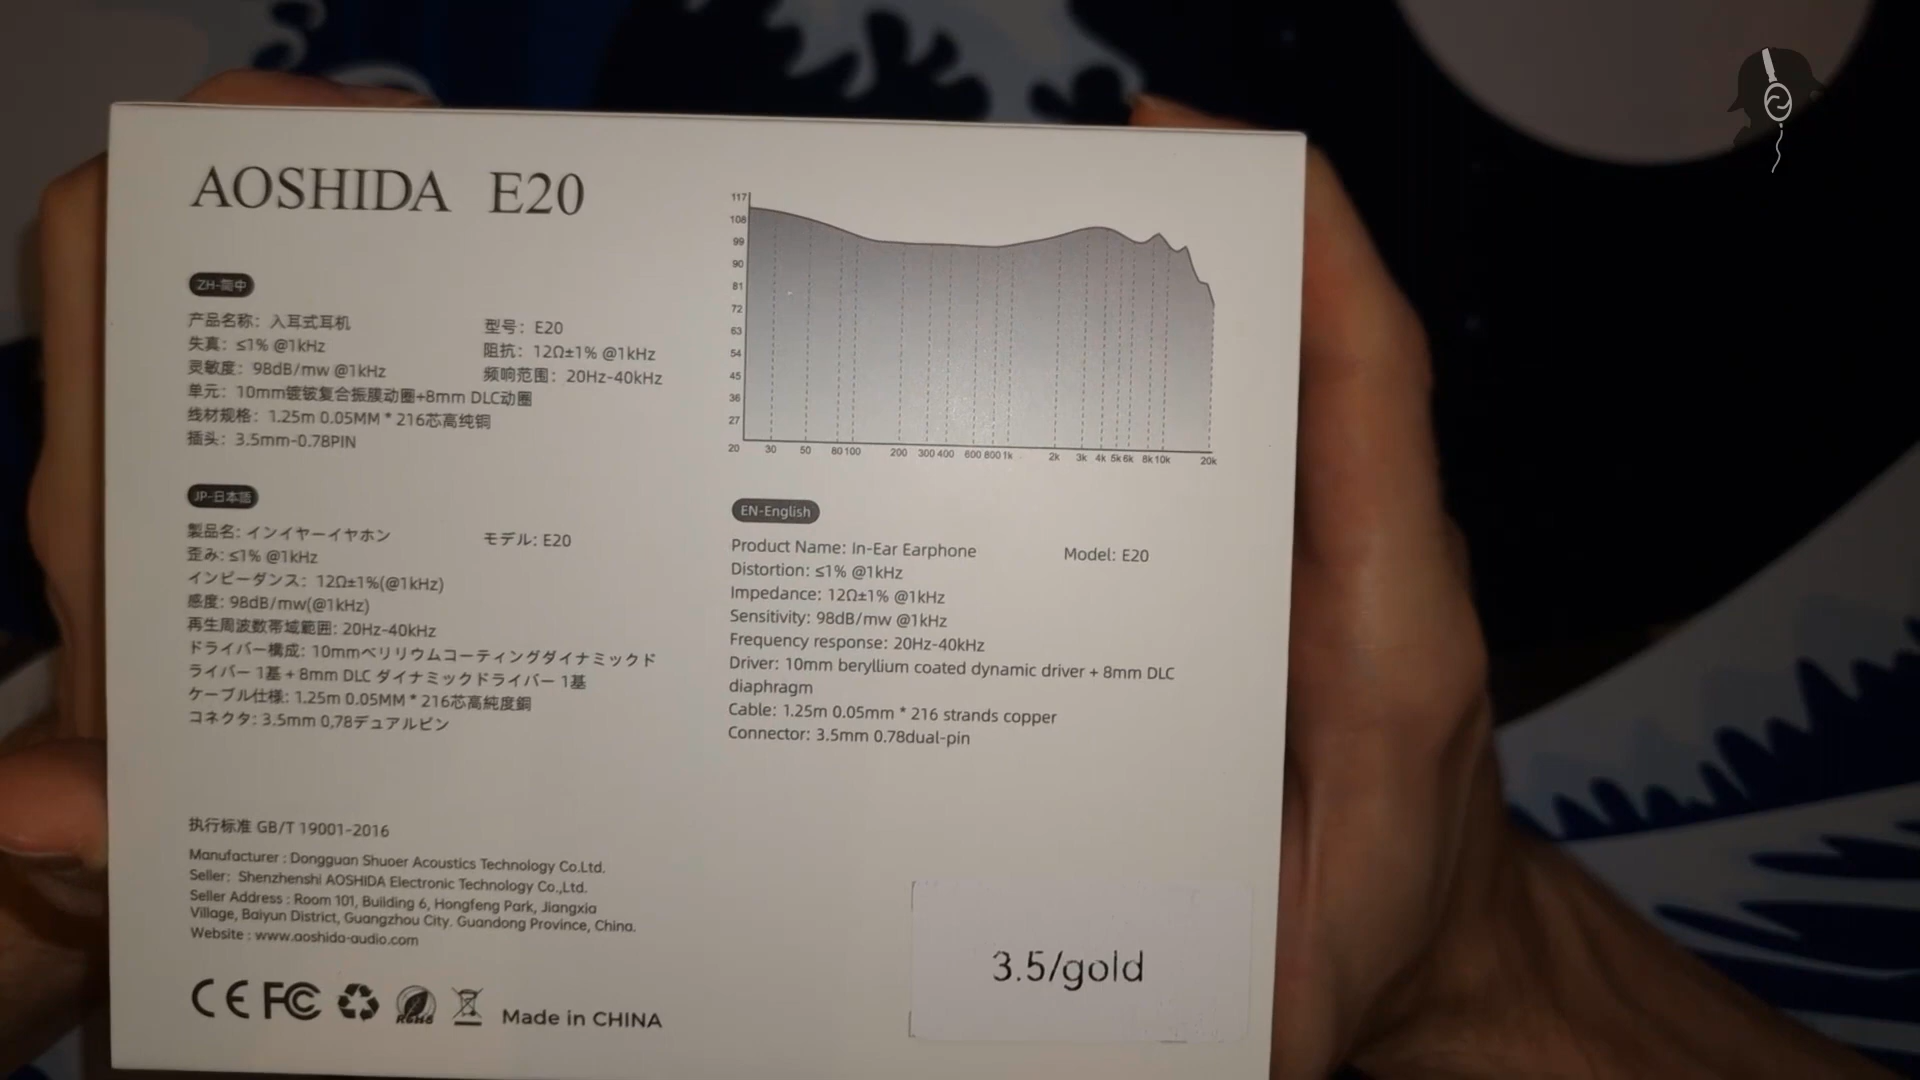 AOSHIDA E20
ZH-简中
产品名称：入耳式耳机
型号：E20
失真：≤1% @1kHz
阻抗：12Ω±1% @1kHz
灵敏度：98dB/mw @1kHz
频响范围：20Hz-40kHz
单元：10mm镀铍复合振膜动圈+8mm DLC动圈
线材规格：1.25m 0.05MM * 216芯高纯铜
插头：3.5mm-0.78PIN
117
108
99
90
81
72
63
54
45
36
27
20 30 50 80 100 200 300 400 600 800 1k 2k 3k 4k 5k 6k 8k 10k 20k
JP-日本語
製品名: インイヤーイヤホン
モデル: E20
歪み: ≤1% @1kHz
インピーダンス: 12Ω±1%(@1kHz)
感度: 98dB/mw(@1kHz)
再生周波数帯域範囲: 20Hz-40kHz
ドライバー構成: 10mmベリリウムコーティングダイナミックド
ライバー 1基 + 8mm DLC ダイナミックドライバー 1基
ケーブル仕様: 1.25m 0.05MM * 216芯高純度銅
コネクタ: 3.5mm 0,78デュアルピン
EN-English
Product Name: In-Ear Earphone
Model: E20
Distortion: ≤1% @1kHz
Impedance: 12Ω±1% @1kHz
Sensitivity: 98dB/mw @1kHz
Frequency response: 20Hz-40kHz
Driver: 10mm beryllium coated dynamic driver + 8mm DLC
diaphragm
Cable: 1.25m 0.05mm * 216 strands copper
Connector: 3.5mm 0.78dual-pin
执行标准 GB/T 19001-2016
Manufacturer : Dongguan Shuoer Acoustics Technology Co.Ltd.
Seller: Shenzhenshi AOSHIDA Electronic Technology Co.,Ltd.
Seller Address : Room 101, Building 6, Hongfeng Park, Jiangxia
Village, Baiyun District, Guangzhou City. Guandong Province, China.
Website : www.aoshida-audio.com
CE FC RoHS Made in CHINA
3.5/gold